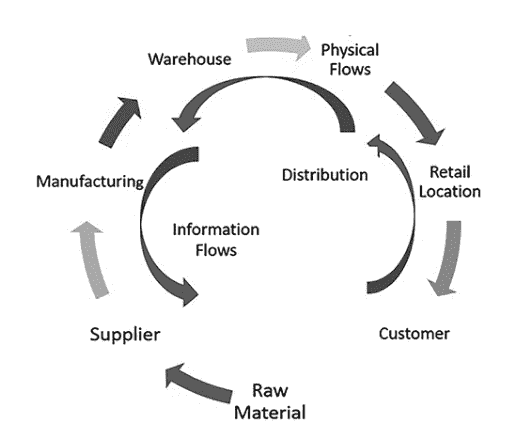 Physical
Flows
Warehouse
Manufacturing
Distribution
Retail
Location
Information
Flows
Supplier
Customer
Raw
Material